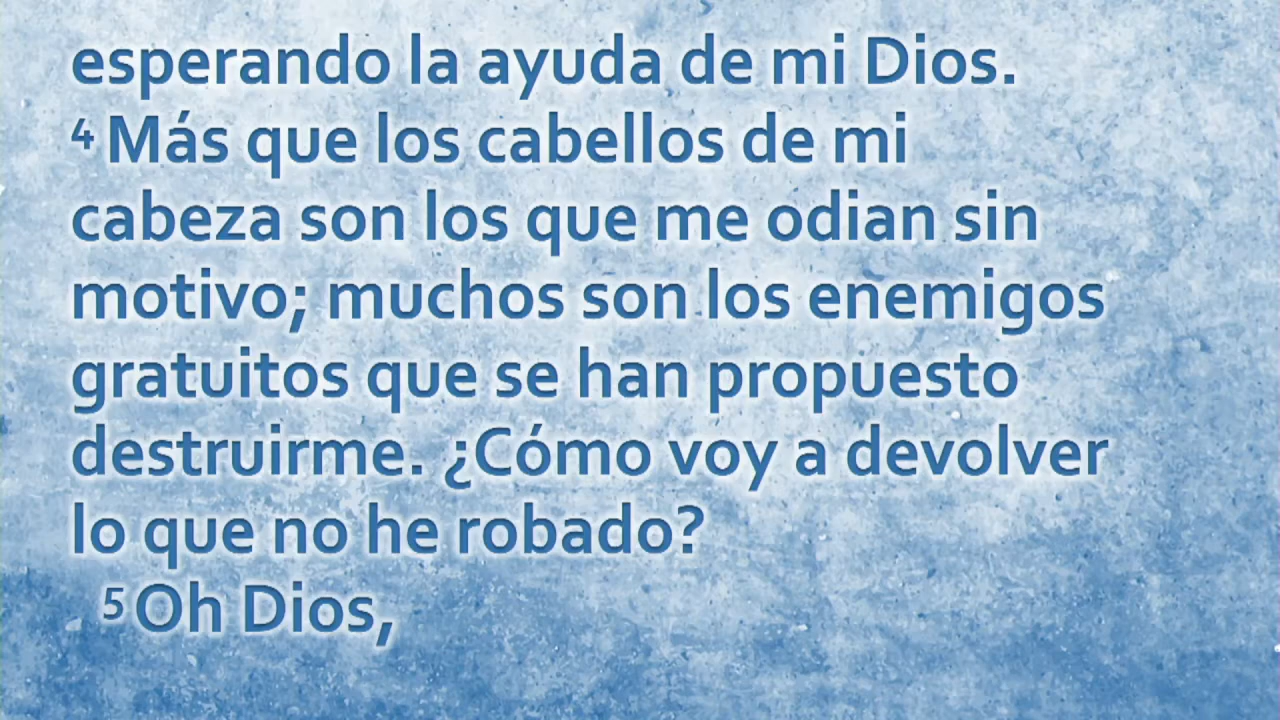 esperando la ayuda de mi Dios.
⁴ Más que los cabellos de mi
cabeza son los que me odian sin
motivo; muchos son los enemigos
gratuitos que se han propuesto
destruirme. ¿Cómo voy a devolver
lo que no he robado?
⁵ Oh Dios,